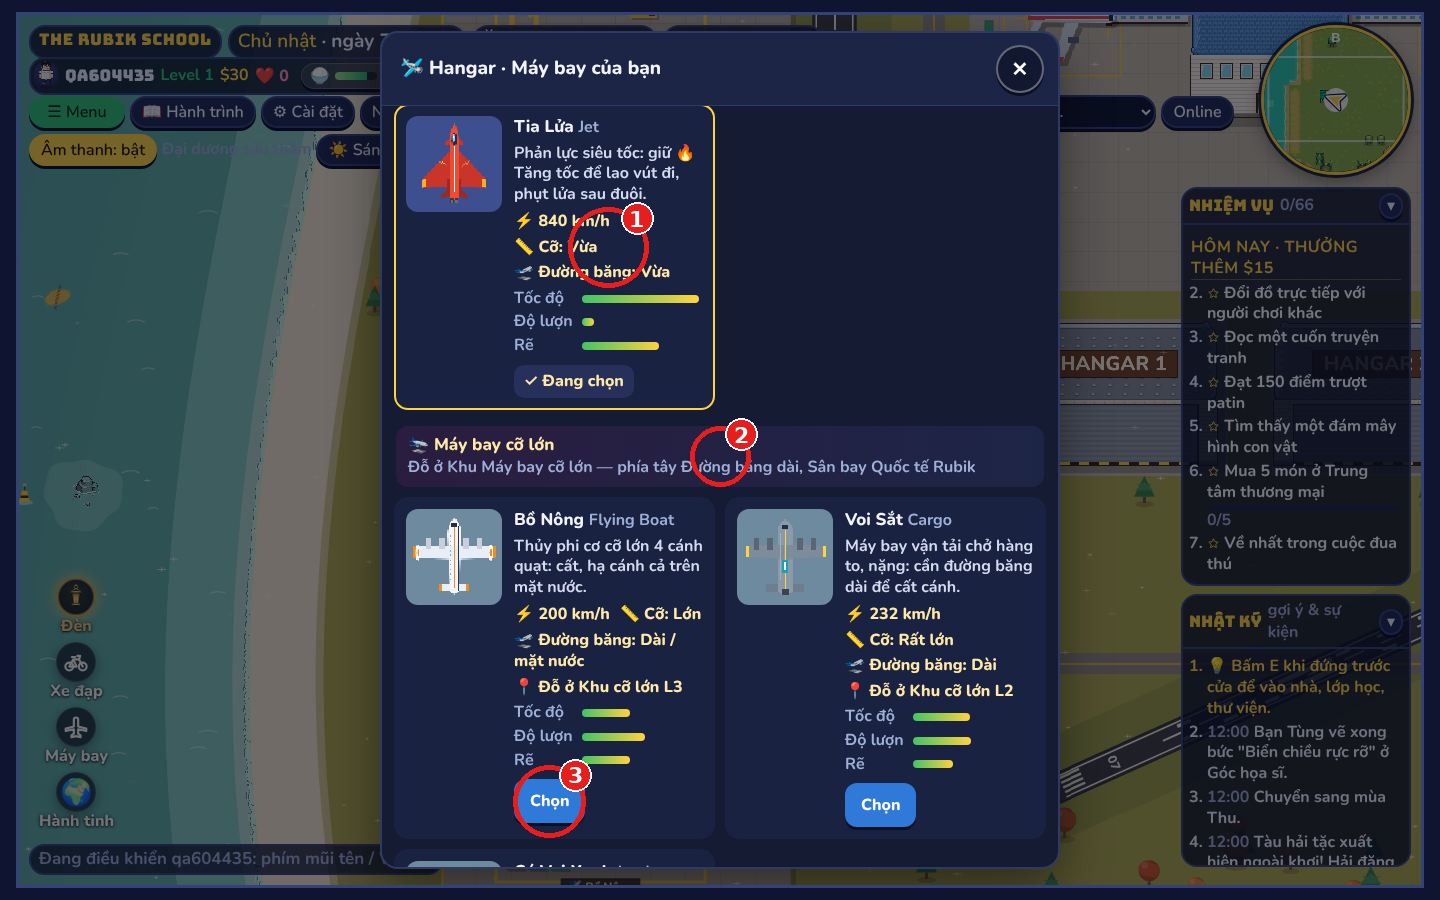 THE RUBIK SCHOOL
Chủ nhật · ngày
QA604435 Level 1 $30 ❤️ 0
☰ Menu
📖 Hành trình
⚙ Cài đặt
Online
Âm thanh: bật
☀️ Sán
B
Hangar · Máy bay của bạn
✕
Tia Lửa Jet
Phản lực siêu tốc: giữ 🔥
Tăng tốc để lao vút đi,
phụt lửa sau đuôi.
⚡ 840 km/h
📏 Cỡ: Vừa
🛫 Đường băng: Vừa
Tốc độ
Độ lượn
Rẽ
✓ Đang chọn
1
2
3
🛬 Máy bay cỡ lớn
Đỗ ở Khu Máy bay cỡ lớn — phía tây Đường băng dài, Sân bay Quốc tế Rubik
Bồ Nông Flying Boat
Thủy phi cơ cỡ lớn 4 cánh
quạt: cất, hạ cánh cả trên
mặt nước.
⚡ 200 km/h 📏 Cỡ: Lớn
🛫 Đường băng: Dài /
mặt nước
📍 Đỗ ở Khu cỡ lớn L3
Tốc độ
Độ lượn
Rẽ
Chọn
Voi Sắt Cargo
Máy bay vận tải chở hàng
to, nặng: cần đường băng
dài để cất cánh.
⚡ 232 km/h
📏 Cỡ: Rất lớn
🛫 Đường băng: Dài
📍 Đỗ ở Khu cỡ lớn L2
Tốc độ
Độ lượn
Rẽ
Chọn
HANGAR 1
HANGAR 1
07
NHIỆM VỤ 0/66
HÔM NAY · THƯỞNG
THÊM $15
2. ☆ Đổi đồ trực tiếp với
người chơi khác
3. ☆ Đọc một cuốn truyện
tranh
4. ☆ Đạt 150 điểm trượt
patin
5. ☆ Tìm thấy một đám mây
hình con vật
6. ☆ Mua 5 món ở Trung
tâm thương mại
0/5
7. ☆ Về nhất trong cuộc đua
thú
NHẬT KÝ gợi ý & sự
kiện
1. 💡 Bấm E khi đứng trước
cửa để vào nhà, lớp học,
thư viện.
2. 12:00 Bạn Tùng vẽ xong
bức "Biển chiều rực rỡ" ở
Góc họa sĩ.
3. 12:00 Chuyển sang mùa
Thu.
4. 12:00 Tàu hải tặc xuất
hiện ngoài khơi! Hải đăng
Đèn
Xe đạp
Máy bay
Hành tinh
Đang điều khiển qa604435: phím mũi tên /